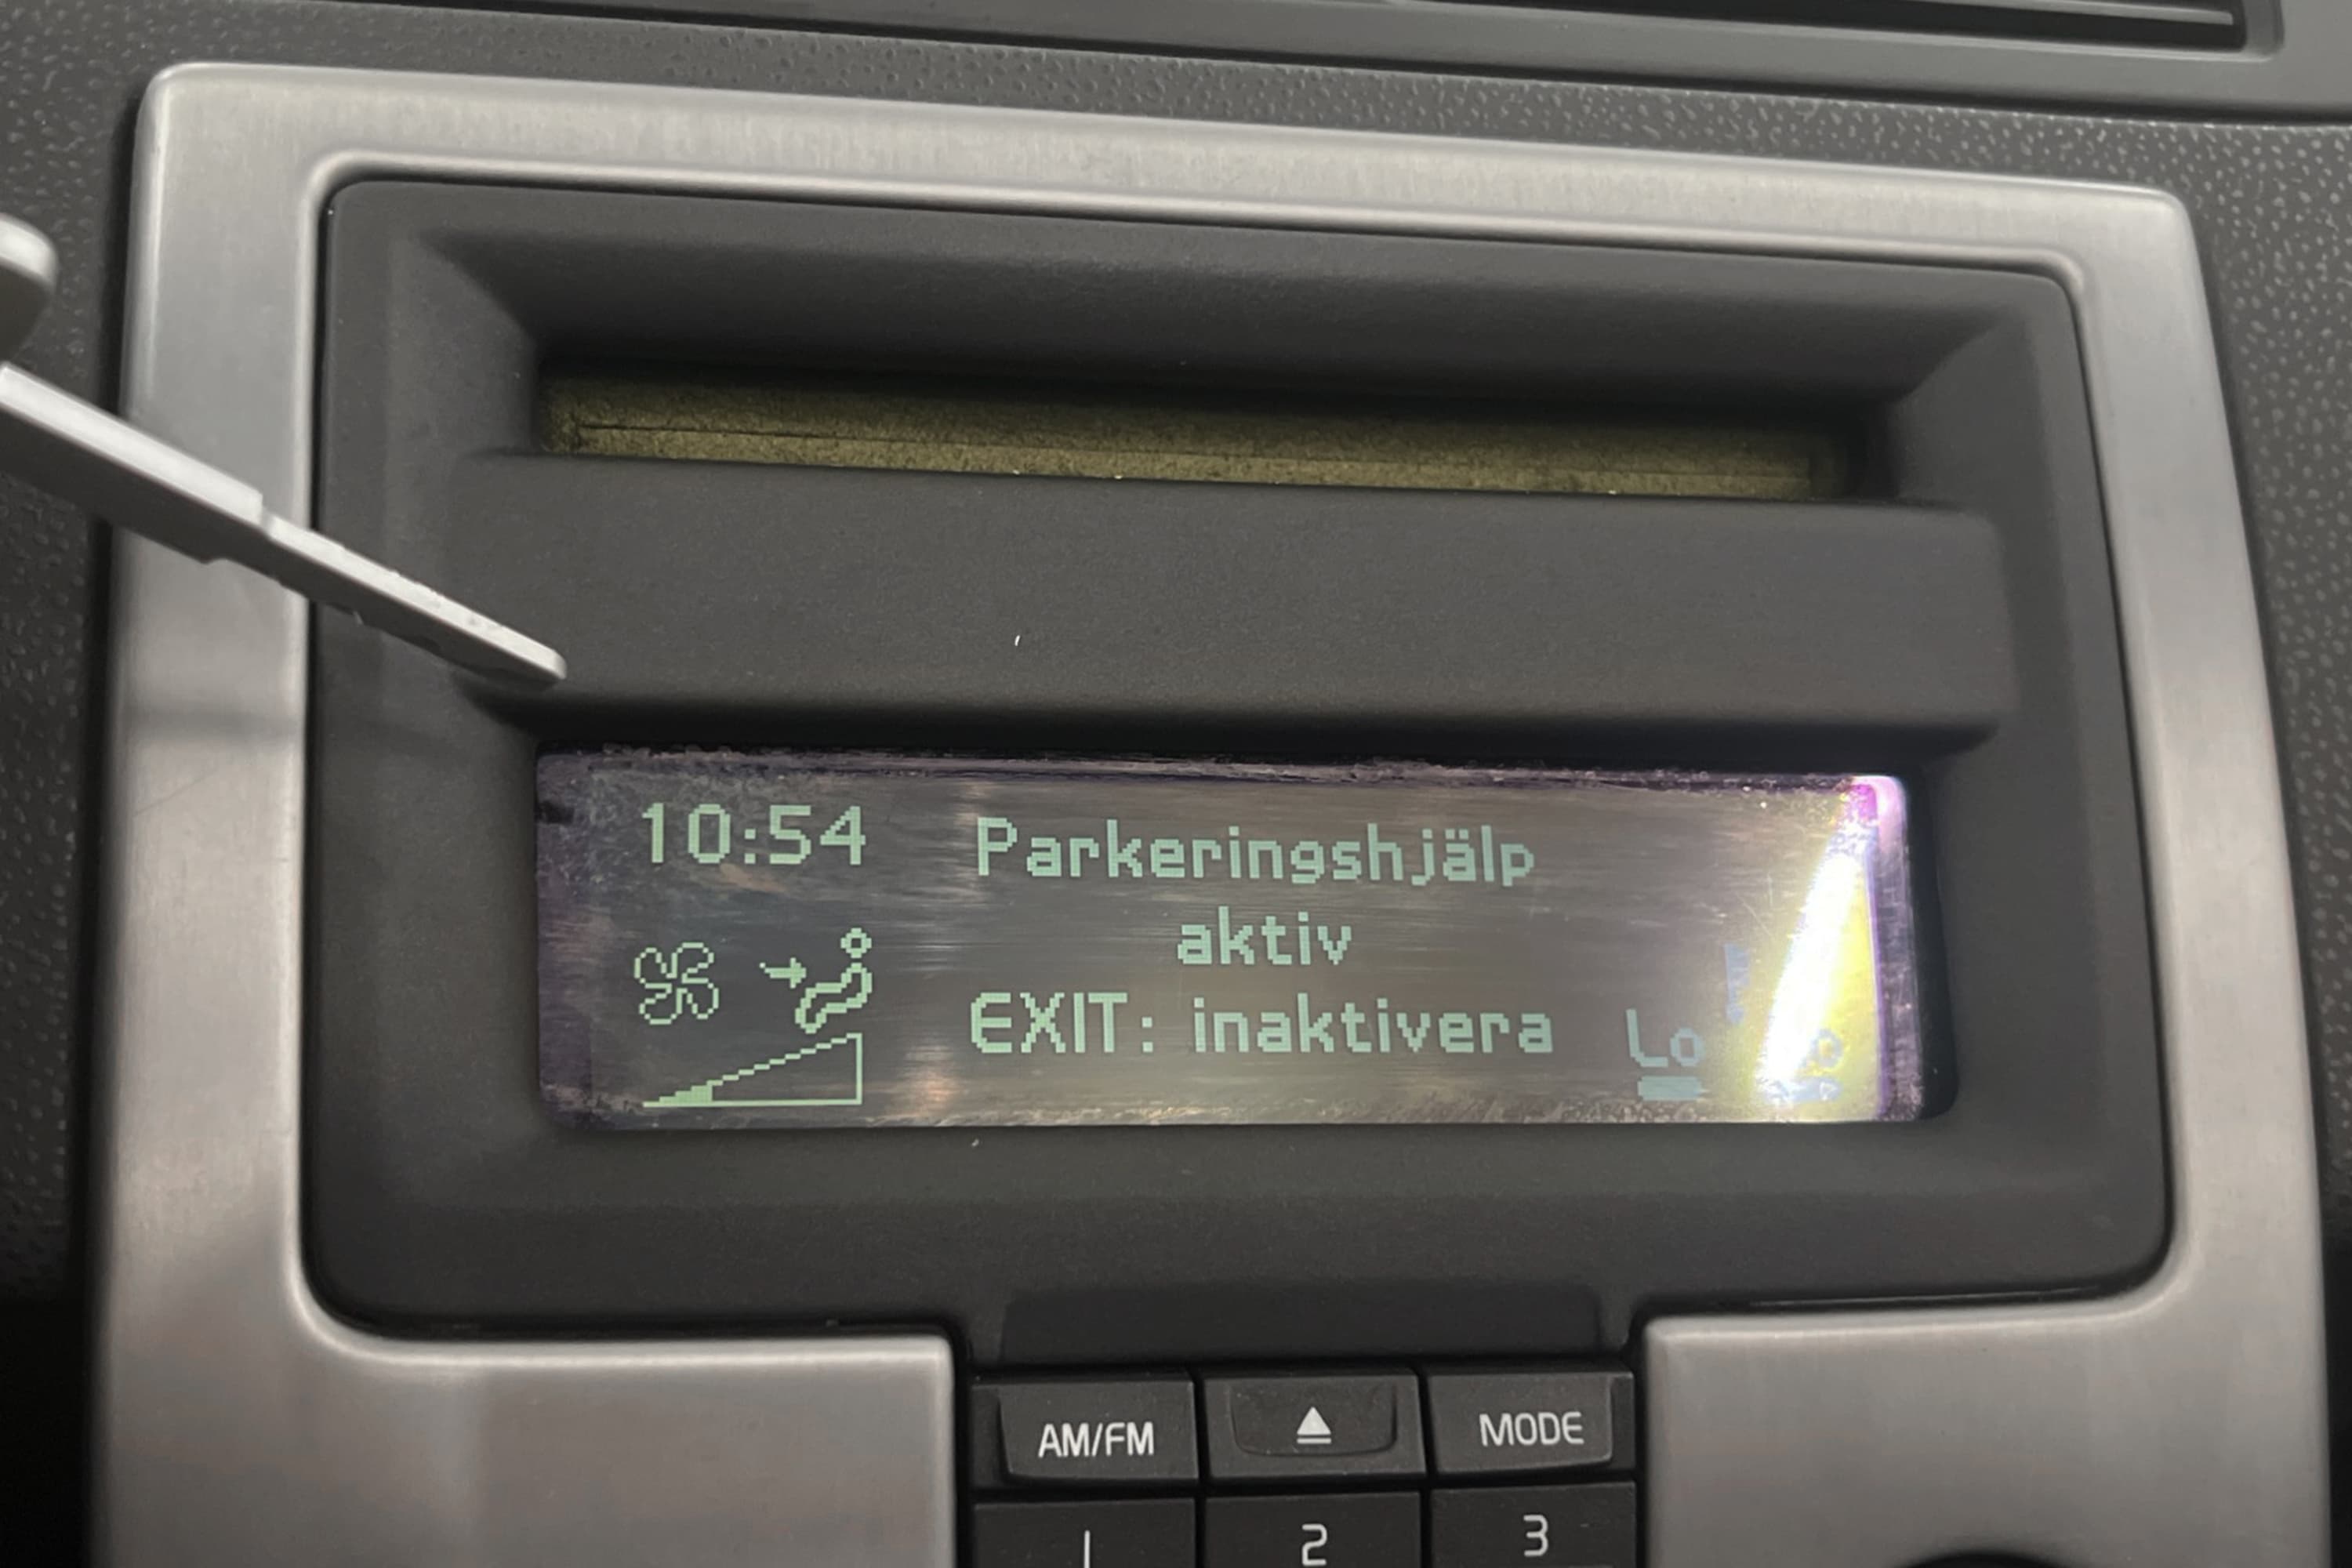 10:54
Parkeringshjälp
aktiv
EXIT: inaktivera
Lo
AM/FM
MODE
1
2
3